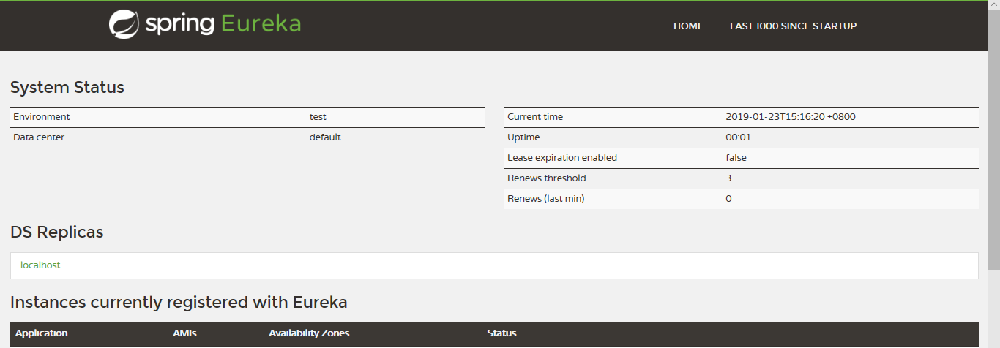 spring Eureka
HOME LAST 1000 SINCE STARTUP
System Status
Environment test
Data center default
Current time 2019-01-23T15:16:20 +0800
Uptime 00:01
Lease expiration enabled false
Renews threshold 3
Renews (last min) 0
DS Replicas
localhost
Instances currently registered with Eureka
Application AMIs Availability Zones Status